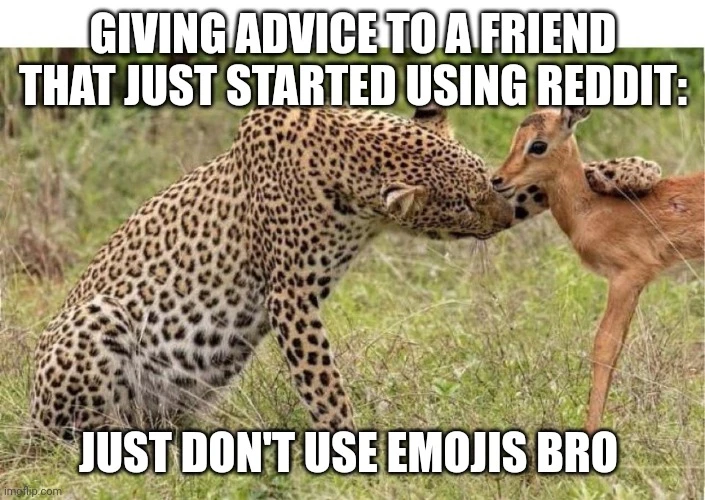 GIVING ADVICE TO A FRIEND
THAT JUST STARTED USING REDDIT:
JUST DON'T USE EMOJIS BRO
imgflip.com